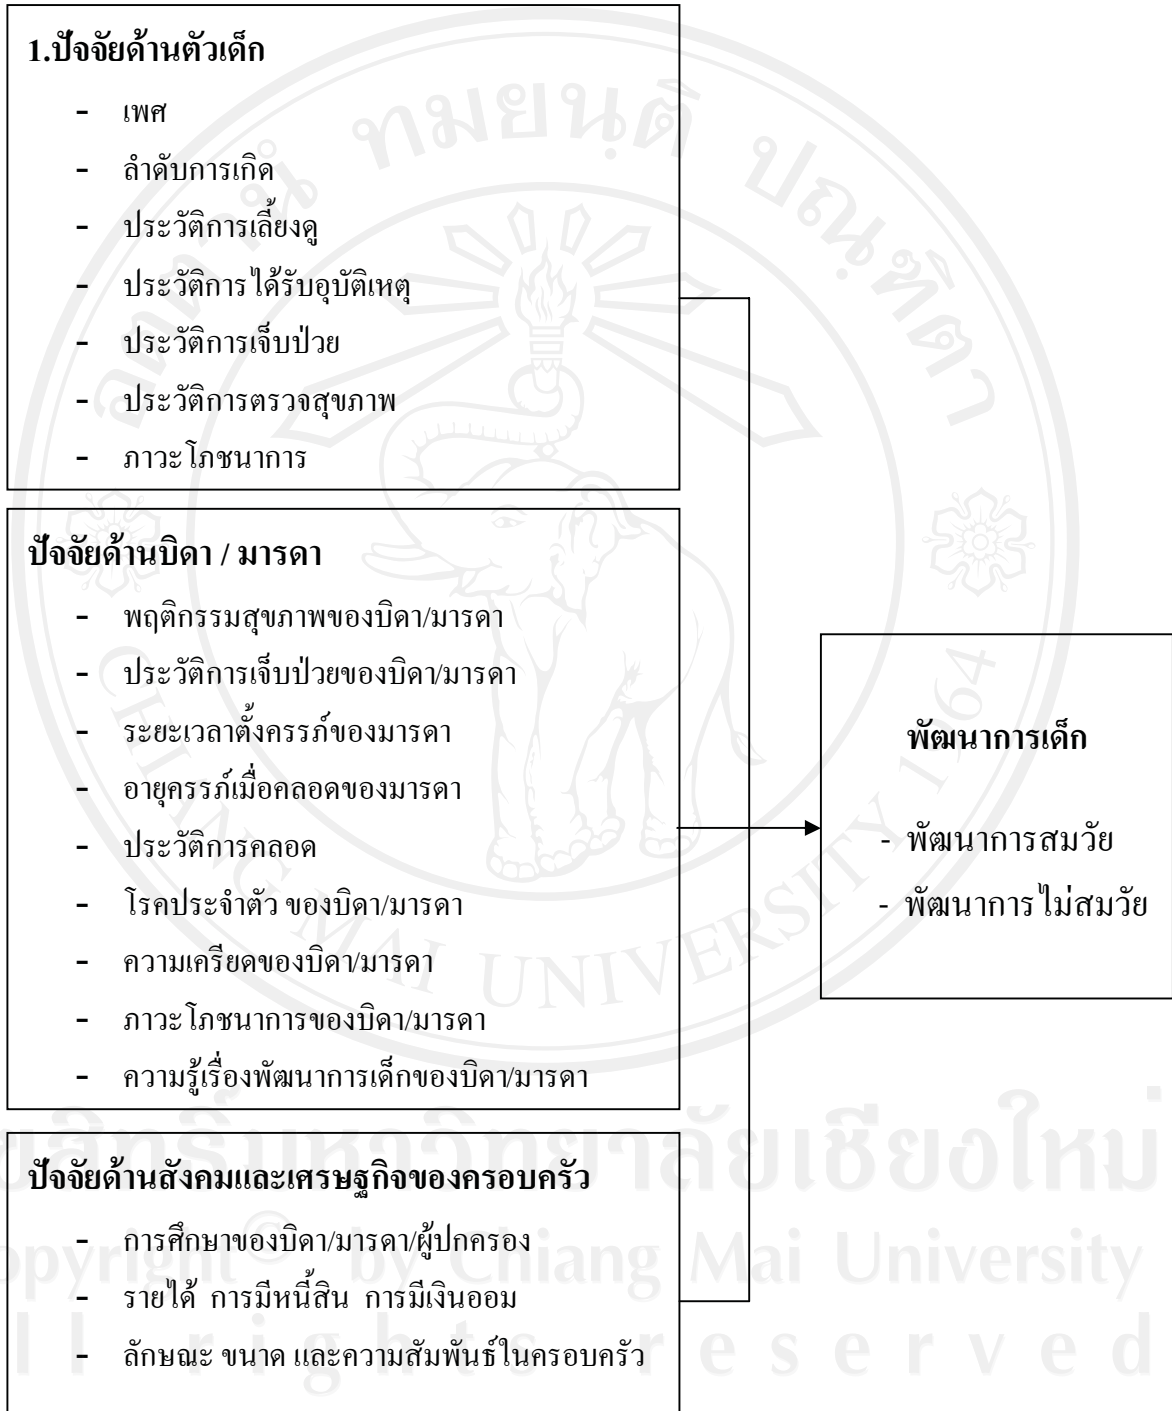 1.ปัจจัยด้านตัวเด็ก
- เพศ
- ลำดับการเกิด
- ประวัติการเลี้ยงดู
- ประวัติการได้รับอุบัติเหตุ
- ประวัติการเจ็บป่วย
- ประวัติการตรวจสุขภาพ
- ภาวะโภชนาการ
ปัจจัยด้านบิดา / มารดา
- พฤติกรรมสุขภาพของบิดา/มารดา
- ประวัติการเจ็บป่วยของบิดา/มารดา
- ระยะเวลาตั้งครรภ์ของมารดา
- อายุครรภ์เมื่อคลอดของมารดา
- ประวัติการคลอด
- โรคประจำตัว ของบิดา/มารดา
- ความเครียดของบิดา/มารดา
- ภาวะโภชนาการของบิดา/มารดา
- ความรู้เรื่องพัฒนาการเด็กของบิดา/มารดา
ปัจจัยด้านสังคมและเศรษฐกิจของครอบครัว
- การศึกษาของบิดา/มารดา/ผู้ปกครอง
- รายได้ การมีหนี้สิน การมีเงินออม
- ลักษณะ ขนาด และความสัมพันธ์ในครอบครัว
พัฒนาการเด็ก
- พัฒนาการสมวัย
- พัฒนาการไม่สมวัย
อตฺตานํ ทมยนฺติ ปณฺฑิตา
CHIANG MAI UNIVERSITY 1964
มหาวิทยาลัยเชียงใหม่
© by Chiang Mai University
rights reserved